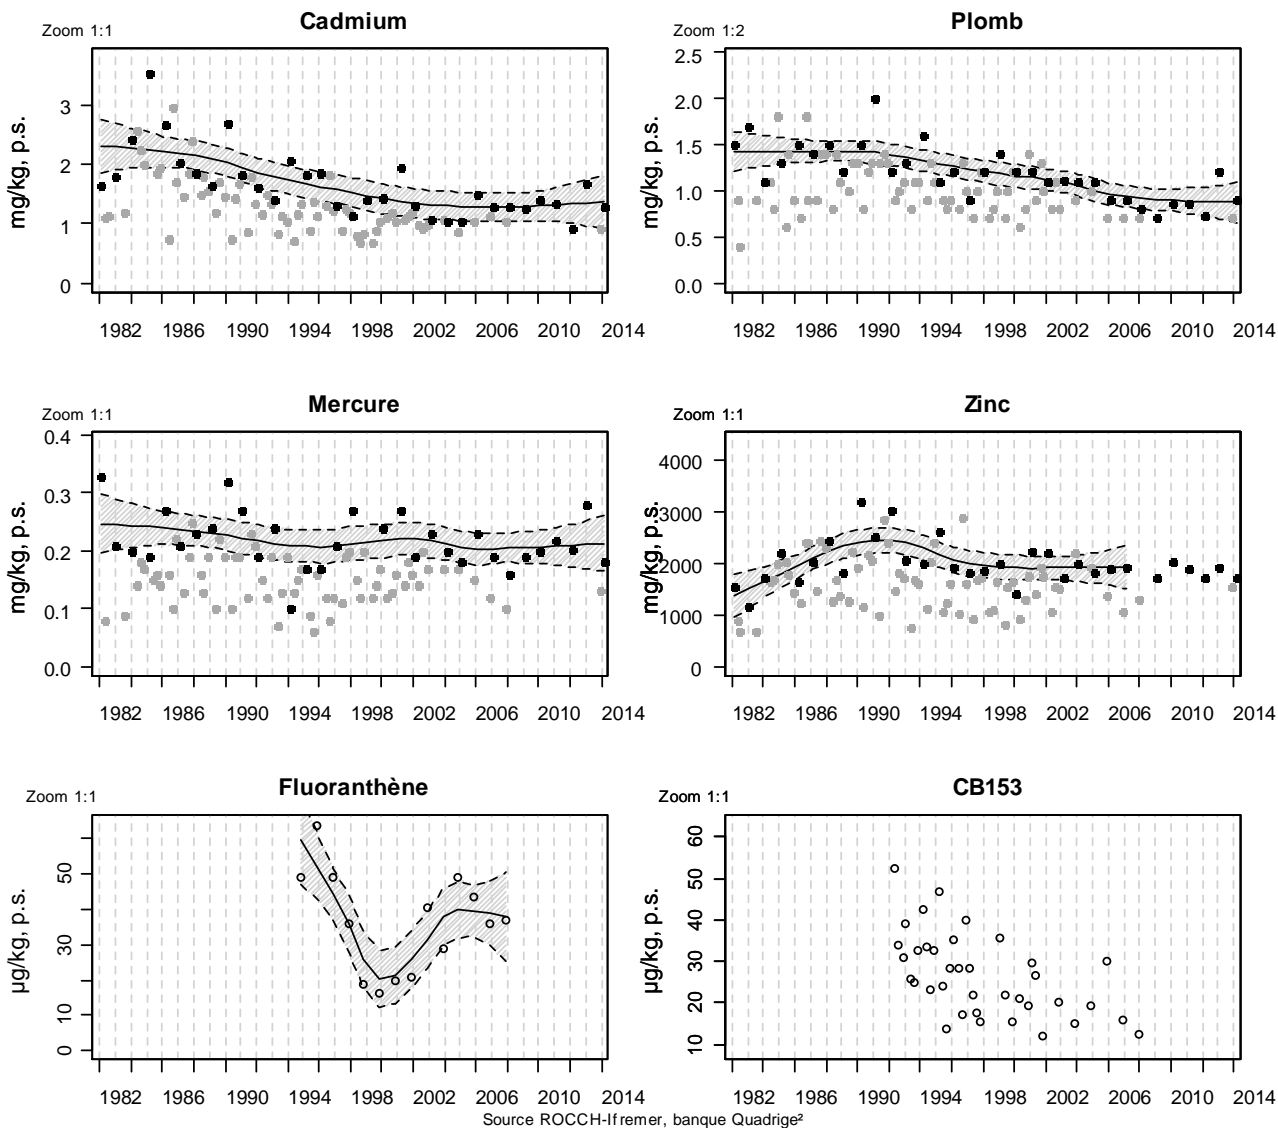 Zoom 1:1
Cadmium
mg/kg, p.s.
3
2
1
0
1982 1986 1990 1994 1998 2002 2006 2010 2014
Zoom 1:2
Plomb
mg/kg, p.s.
2.5
2.0
1.5
1.0
0.5
0.0
1982 1986 1990 1994 1998 2002 2006 2010 2014
Zoom 1:1
Mercure
mg/kg, p.s.
0.4
0.3
0.2
0.1
0.0
1982 1986 1990 1994 1998 2002 2006 2010 2014
Zoom 1:1
Zinc
mg/kg, p.s.
4000
3000
2000
1000
0
1982 1986 1990 1994 1998 2002 2006 2010 2014
Zoom 1:1
Fluoranthène
µg/kg, p.s.
50
30
10
0
1982 1986 1990 1994 1998 2002 2006 2010 2014
Zoom 1:1
CB153
µg/kg, p.s.
60
50
40
30
20
10
1982 1986 1990 1994 1998 2002 2006 2010 2014
Source ROCCH-Ifremer, banque Quadrige²